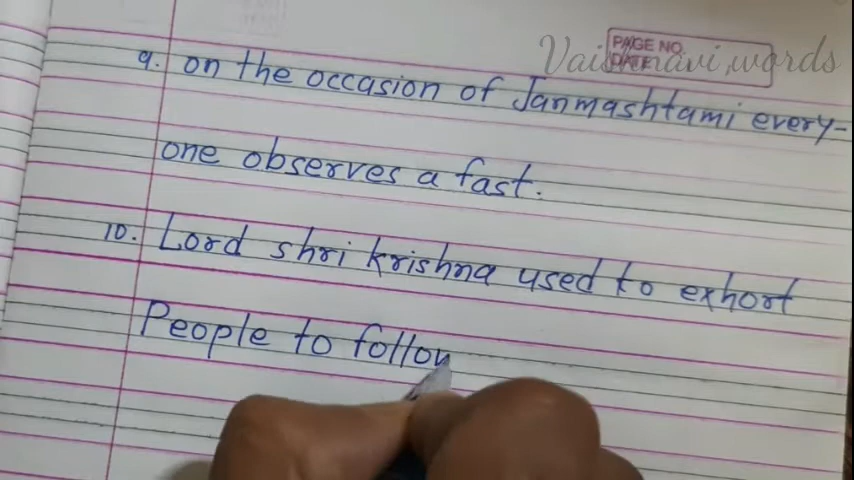 Vaishnavi words
PAGE NO.
DATE
9. on the occasion of Janmashtami every-
one observes a fast.
10. Lord shri krishna used to exhort
People to follow